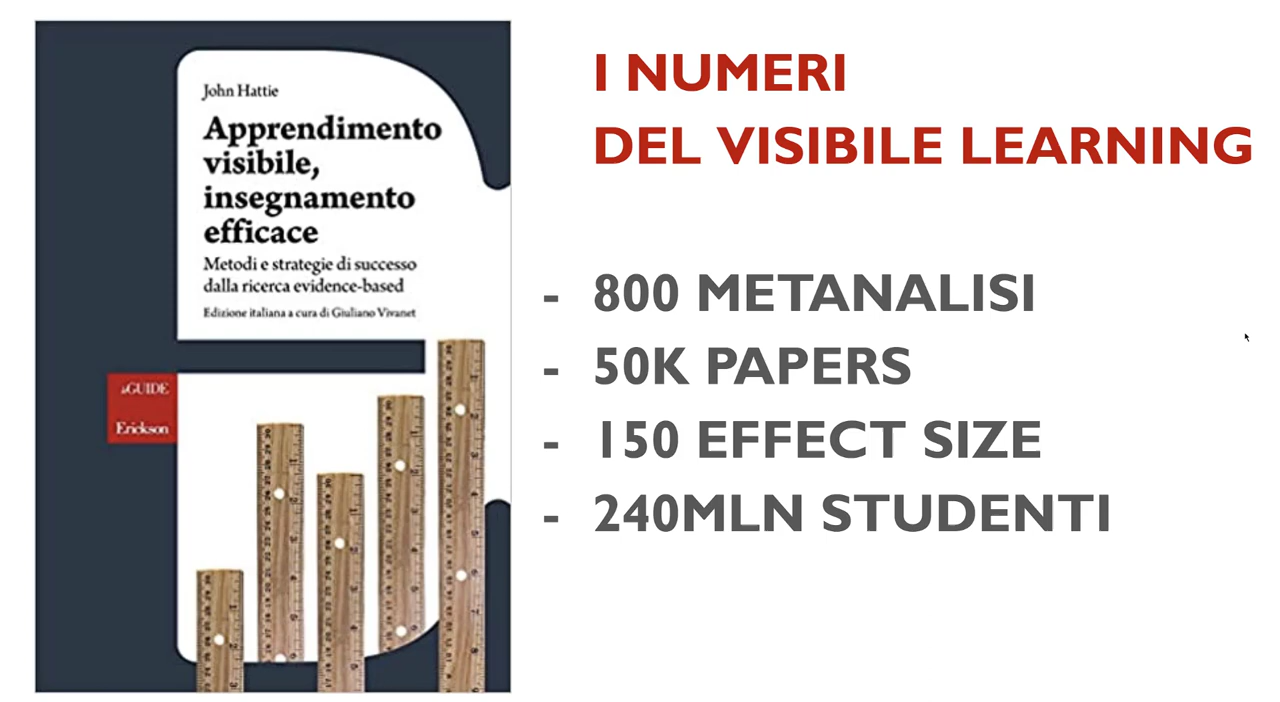 John Hattie
Apprendimento
visibile,
insegnamento
efficace
Metodi e strategie di successo
dalla ricerca evidence-based
Edizione italiana a cura di Giuliano Vivanet
leGUIDE
Erickson
I NUMERI
DEL VISIBILE LEARNING
- 800 METANALISI
- 50K PAPERS
- 150 EFFECT SIZE
- 240MLN STUDENTI